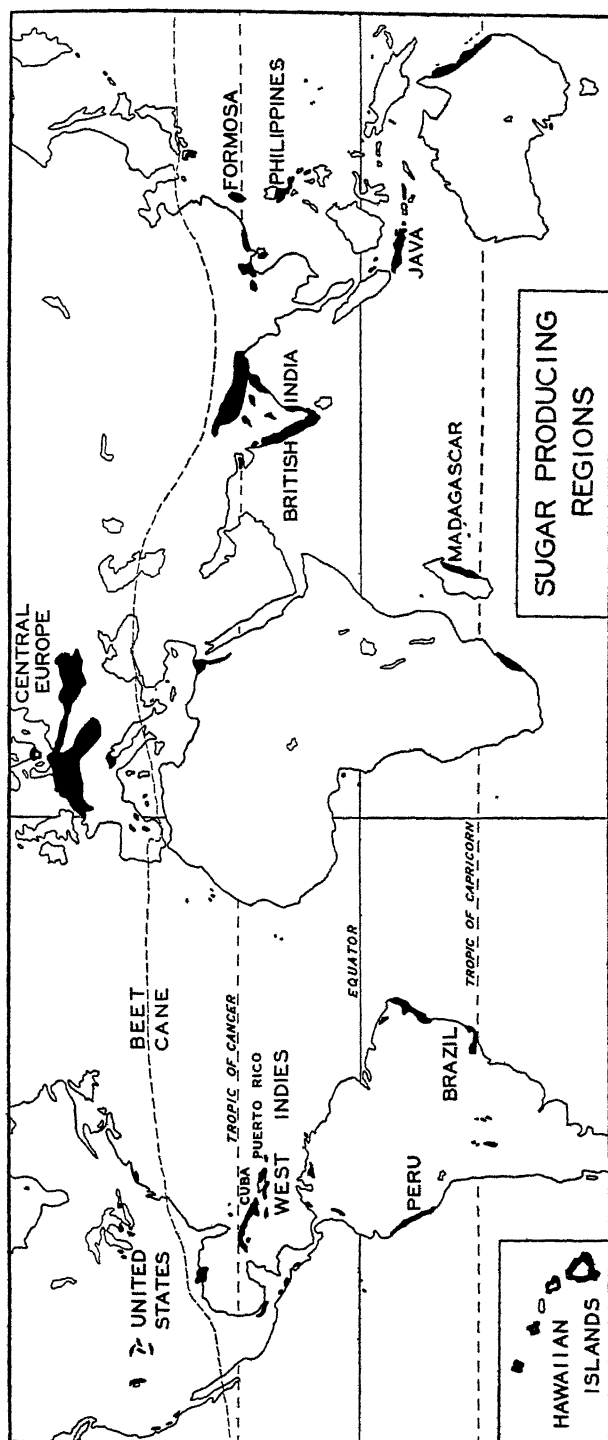 CENTRAL
EUROPE
UNITED
STATES
BEET
CANE
TROPIC OF CANCER
CUBA
PUERTO RICO
WEST INDIES
BRITISH INDIA
FORMOSA
PHILIPPINES
EQUATOR
JAVA
PERU
BRAZIL
MADAGASCAR
TROPIC OF CAPRICORN
HAWAIIAN
ISLANDS
SUGAR PRODUCING
REGIONS